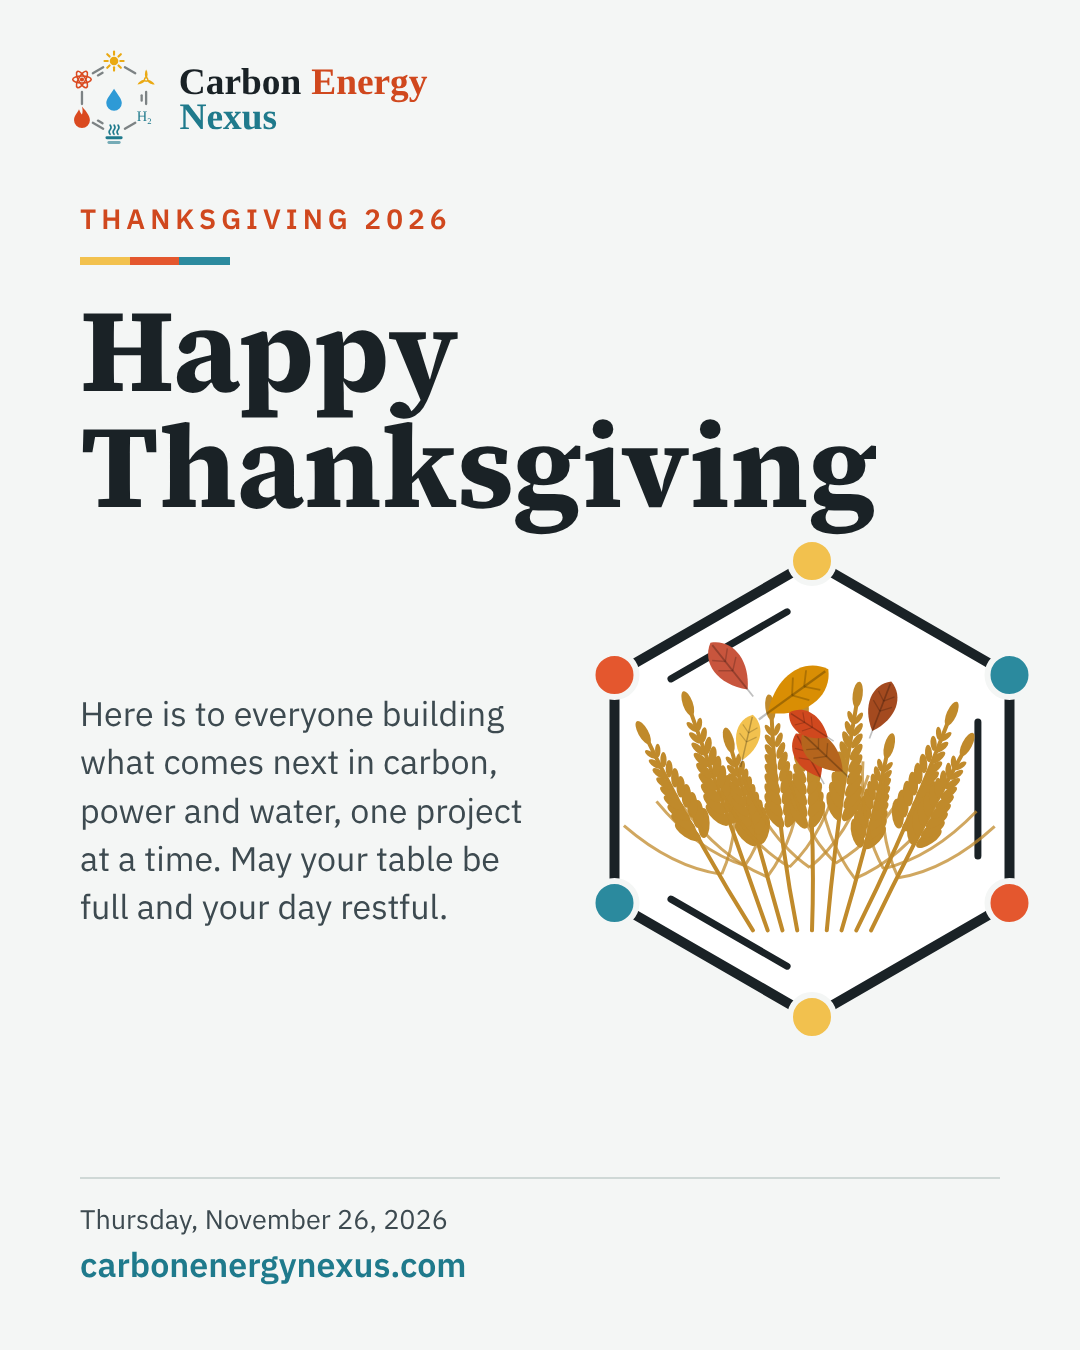 Carbon Energy
Nexus
H₂
THANKSGIVING 2026
Happy
Thanksgiving
Here is to everyone building
what comes next in carbon,
power and water, one project
at a time. May your table be
full and your day restful.
Thursday, November 26, 2026
carbonenergynexus.com